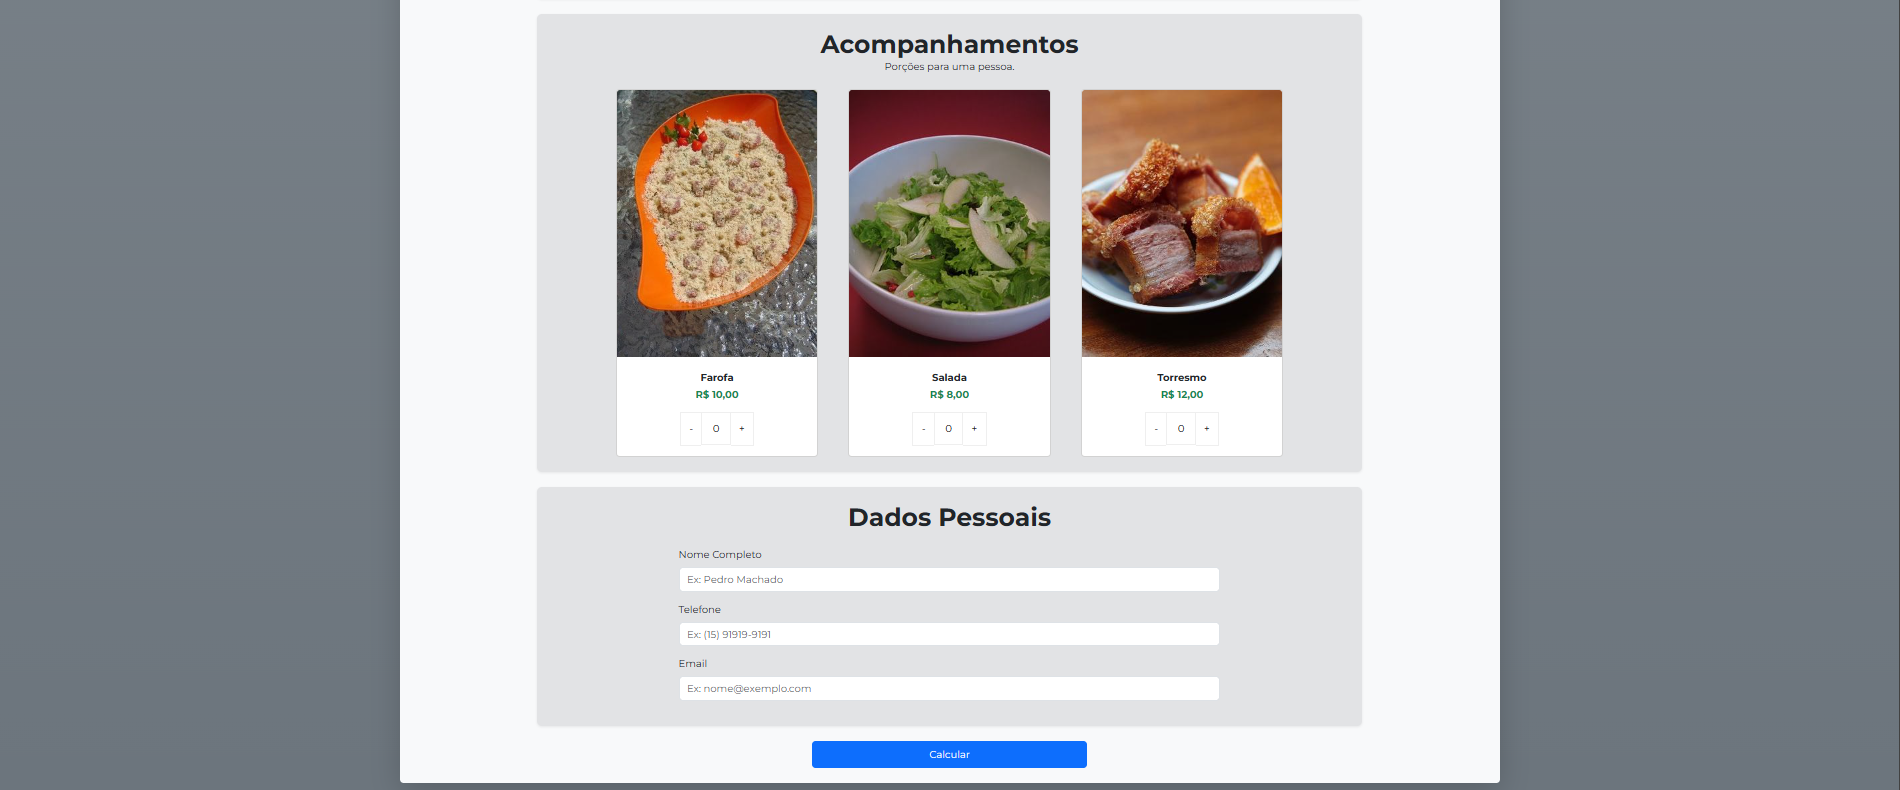 Acompanhamentos
Porções para uma pessoa.
Farofa
R$ 10,00
- 0 +
Salada
R$ 8,00
- 0 +
Torresmo
R$ 12,00
- 0 +
Dados Pessoais
Nome Completo
Ex: Pedro Machado
Telefone
Ex: (15) 91919-9191
Email
Ex: nome@exemplo.com
Calcular